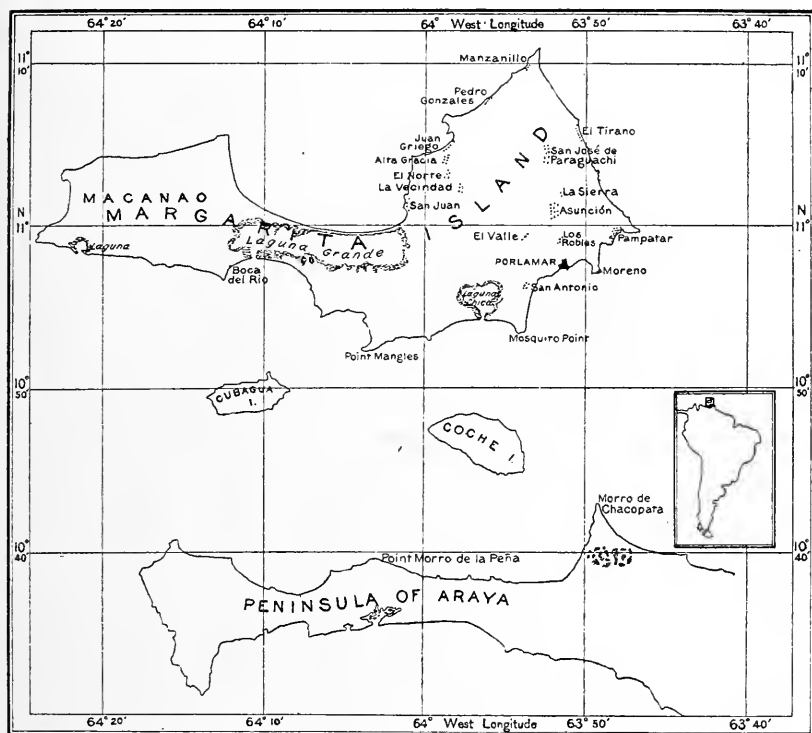 64° 20' 64° 10' 64° West Longitude 63° 50' 63° 40'
11° 10'
11° 10'
Manzanillo
Pedro
Gonzales
El Tirano
Juan
Griego
Alta Gracia
San José de
Paraguachi
El Norte
La Vecindad
La Sierra
San Juan
Asunción
MACANAO
MARGARITA ISLAND
N
11°
N
11°
Laguna
Laguna Grande
El Valle
Los
Robles
Pampatar
PORLAMAR
Moreno
Boca
del Rio
San Antonio
Laguna
Chica
Mosquito Point
Point Mangles
10° 50'
10° 50'
CUBAGUA
I.
COCHE I.
Morro de
Chacopata
10° 40'
10° 40'
Point Morro de la Peña
PENINSULA OF ARAYA
64° 20' 64° 10' 64° West Longitude 63° 50' 63° 40'